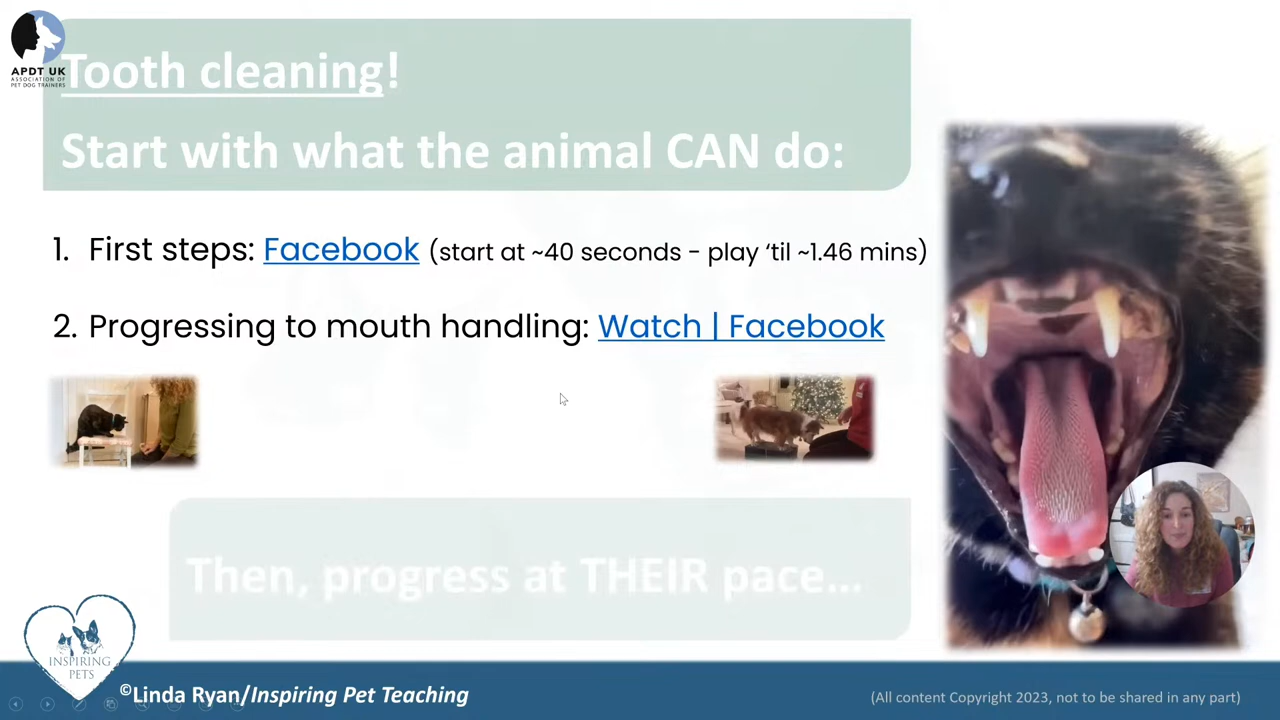 APDT UK
ASSOCIATION OF
PET DOG TRAINERS
Tooth cleaning!
Start with what the animal CAN do:
1. First steps: Facebook (start at ~40 seconds - play ‘til ~1.46 mins)
2. Progressing to mouth handling: Watch | Facebook
Then, progress at THEIR pace...
INSPIRING
PETS
©Linda Ryan/Inspiring Pet Teaching
(All content Copyright 2023, not to be shared in any part)